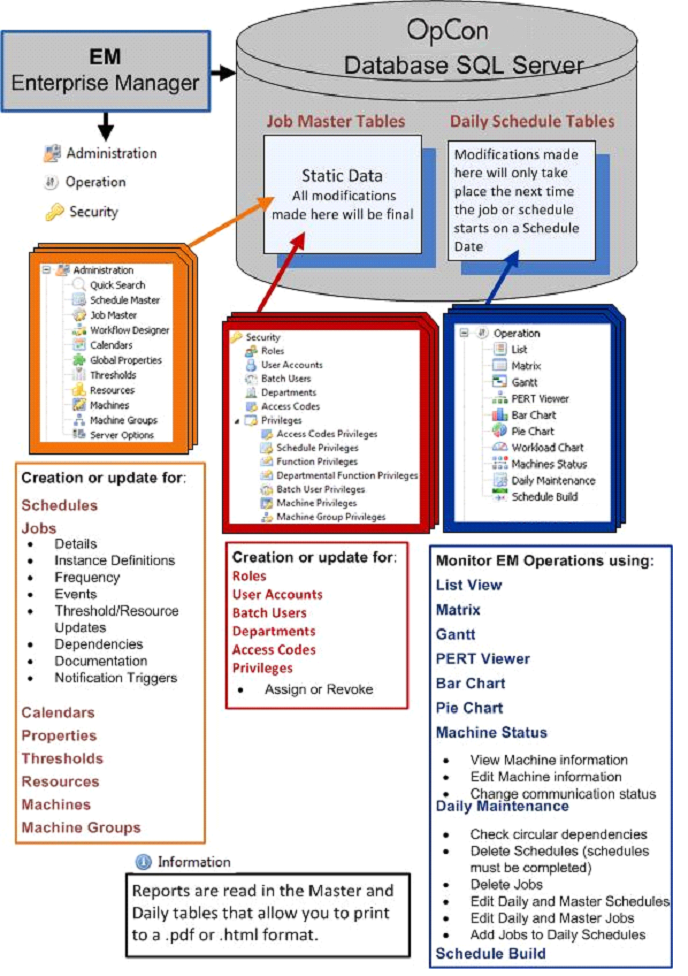 EM
Enterprise Manager
OpCon
Database SQL Server
Administration
Operation
Security
Job Master Tables
Static Data
All modifications
made here will be final
Daily Schedule Tables
Modifications made
here will only take
place the next time
the job or schedule
starts on a Schedule
Date
Administration
Quick Search
Schedule Master
Job Master
Workflow Designer
Calendars
Global Properties
Thresholds
Resources
Machines
Machine Groups
Server Options
Security
Roles
User Accounts
Batch Users
Departments
Access Codes
Privileges
Access Codes Privileges
Schedule Privileges
Function Privileges
Departmental Function Privileges
Batch User Privileges
Machine Privileges
Machine Group Privileges
Operation
List
Matrix
Gantt
PERT Viewer
Bar Chart
Pie Chart
Workload Chart
Machines Status
Daily Maintenance
Schedule Build
Creation or update for:
Schedules
Jobs
• Details
• Instance Definitions
• Frequency
• Events
• Threshold/Resource
Updates
• Dependencies
• Documentation
• Notification Triggers
Calendars
Properties
Thresholds
Resources
Machines
Machine Groups
Creation or update for:
Roles
User Accounts
Batch Users
Departments
Access Codes
Privileges
• Assign or Revoke
Monitor EM Operations using:
List View
Matrix
Gantt
PERT Viewer
Bar Chart
Pie Chart
Machine Status
• View Machine information
• Edit Machine information
• Change communication status
Daily Maintenance
• Check circular dependencies
• Delete Schedules (schedules
must be completed)
• Delete Jobs
• Edit Daily and Master Schedules
• Edit Daily and Master Jobs
• Add Jobs to Daily Schedules
Schedule Build
Information
Reports are read in the Master and
Daily tables that allow you to print
to a .pdf or .html format.